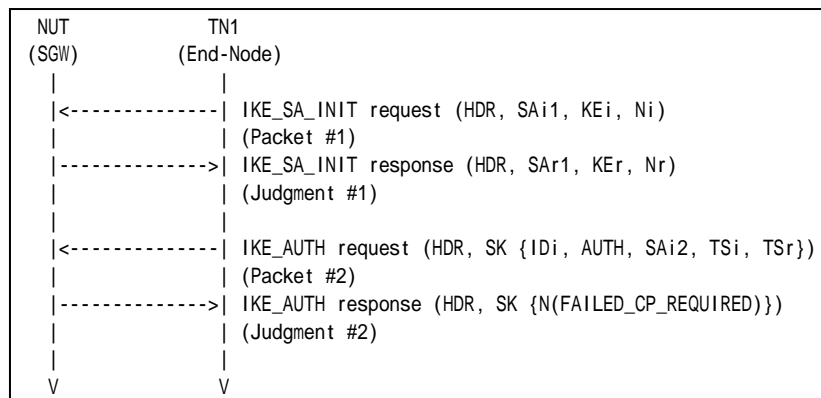 NUT TN1
(SGW) (End-Node)
| |
|<--------------| IKE_SA_INIT request (HDR, SAi1, KEi, Ni)
| | (Packet #1)
|-------------->| IKE_SA_INIT response (HDR, SAr1, KEr, Nr)
| | (Judgment #1)
| |
|<--------------| IKE_AUTH request (HDR, SK {IDi, AUTH, SAi2, TSi, TSr})
| | (Packet #2)
|-------------->| IKE_AUTH response (HDR, SK {N(FAILED_CP_REQUIRED)})
| | (Judgment #2)
| |
V V